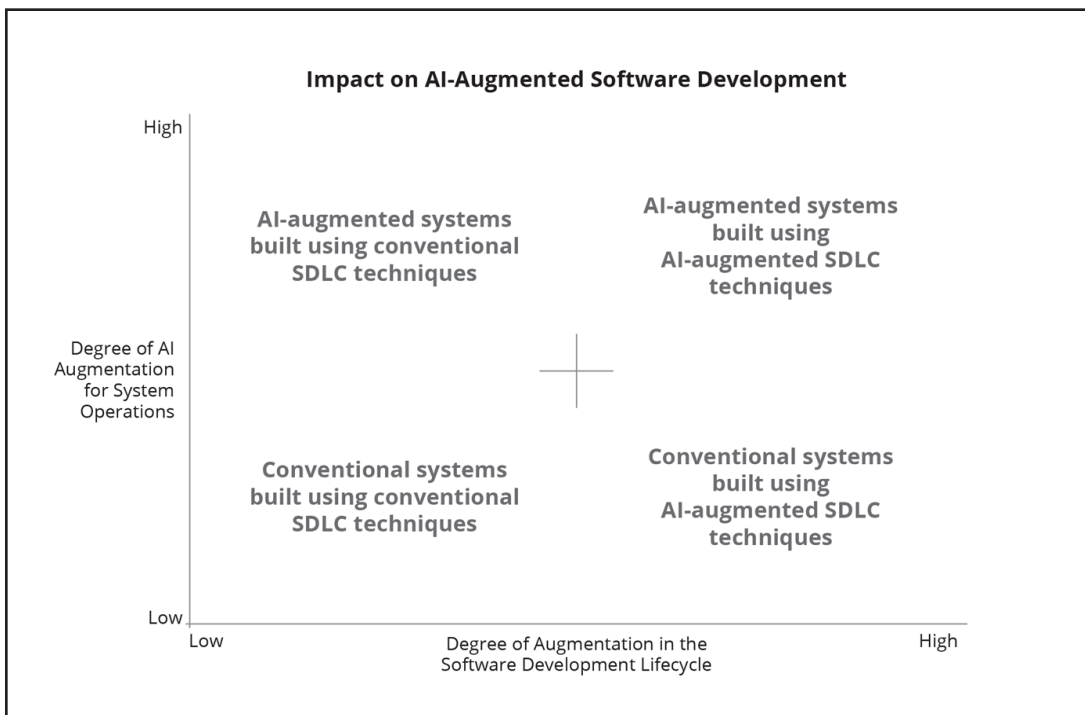 Impact on AI-Augmented Software Development
High
AI-augmented systems
built using conventional
SDLC techniques
AI-augmented systems
built using
AI-augmented SDLC
techniques
Degree of AI
Augmentation
for System
Operations
Conventional systems
built using conventional
SDLC techniques
Conventional systems
built using
AI-augmented SDLC
techniques
Low
Low
Degree of Augmentation in the
Software Development Lifecycle
High